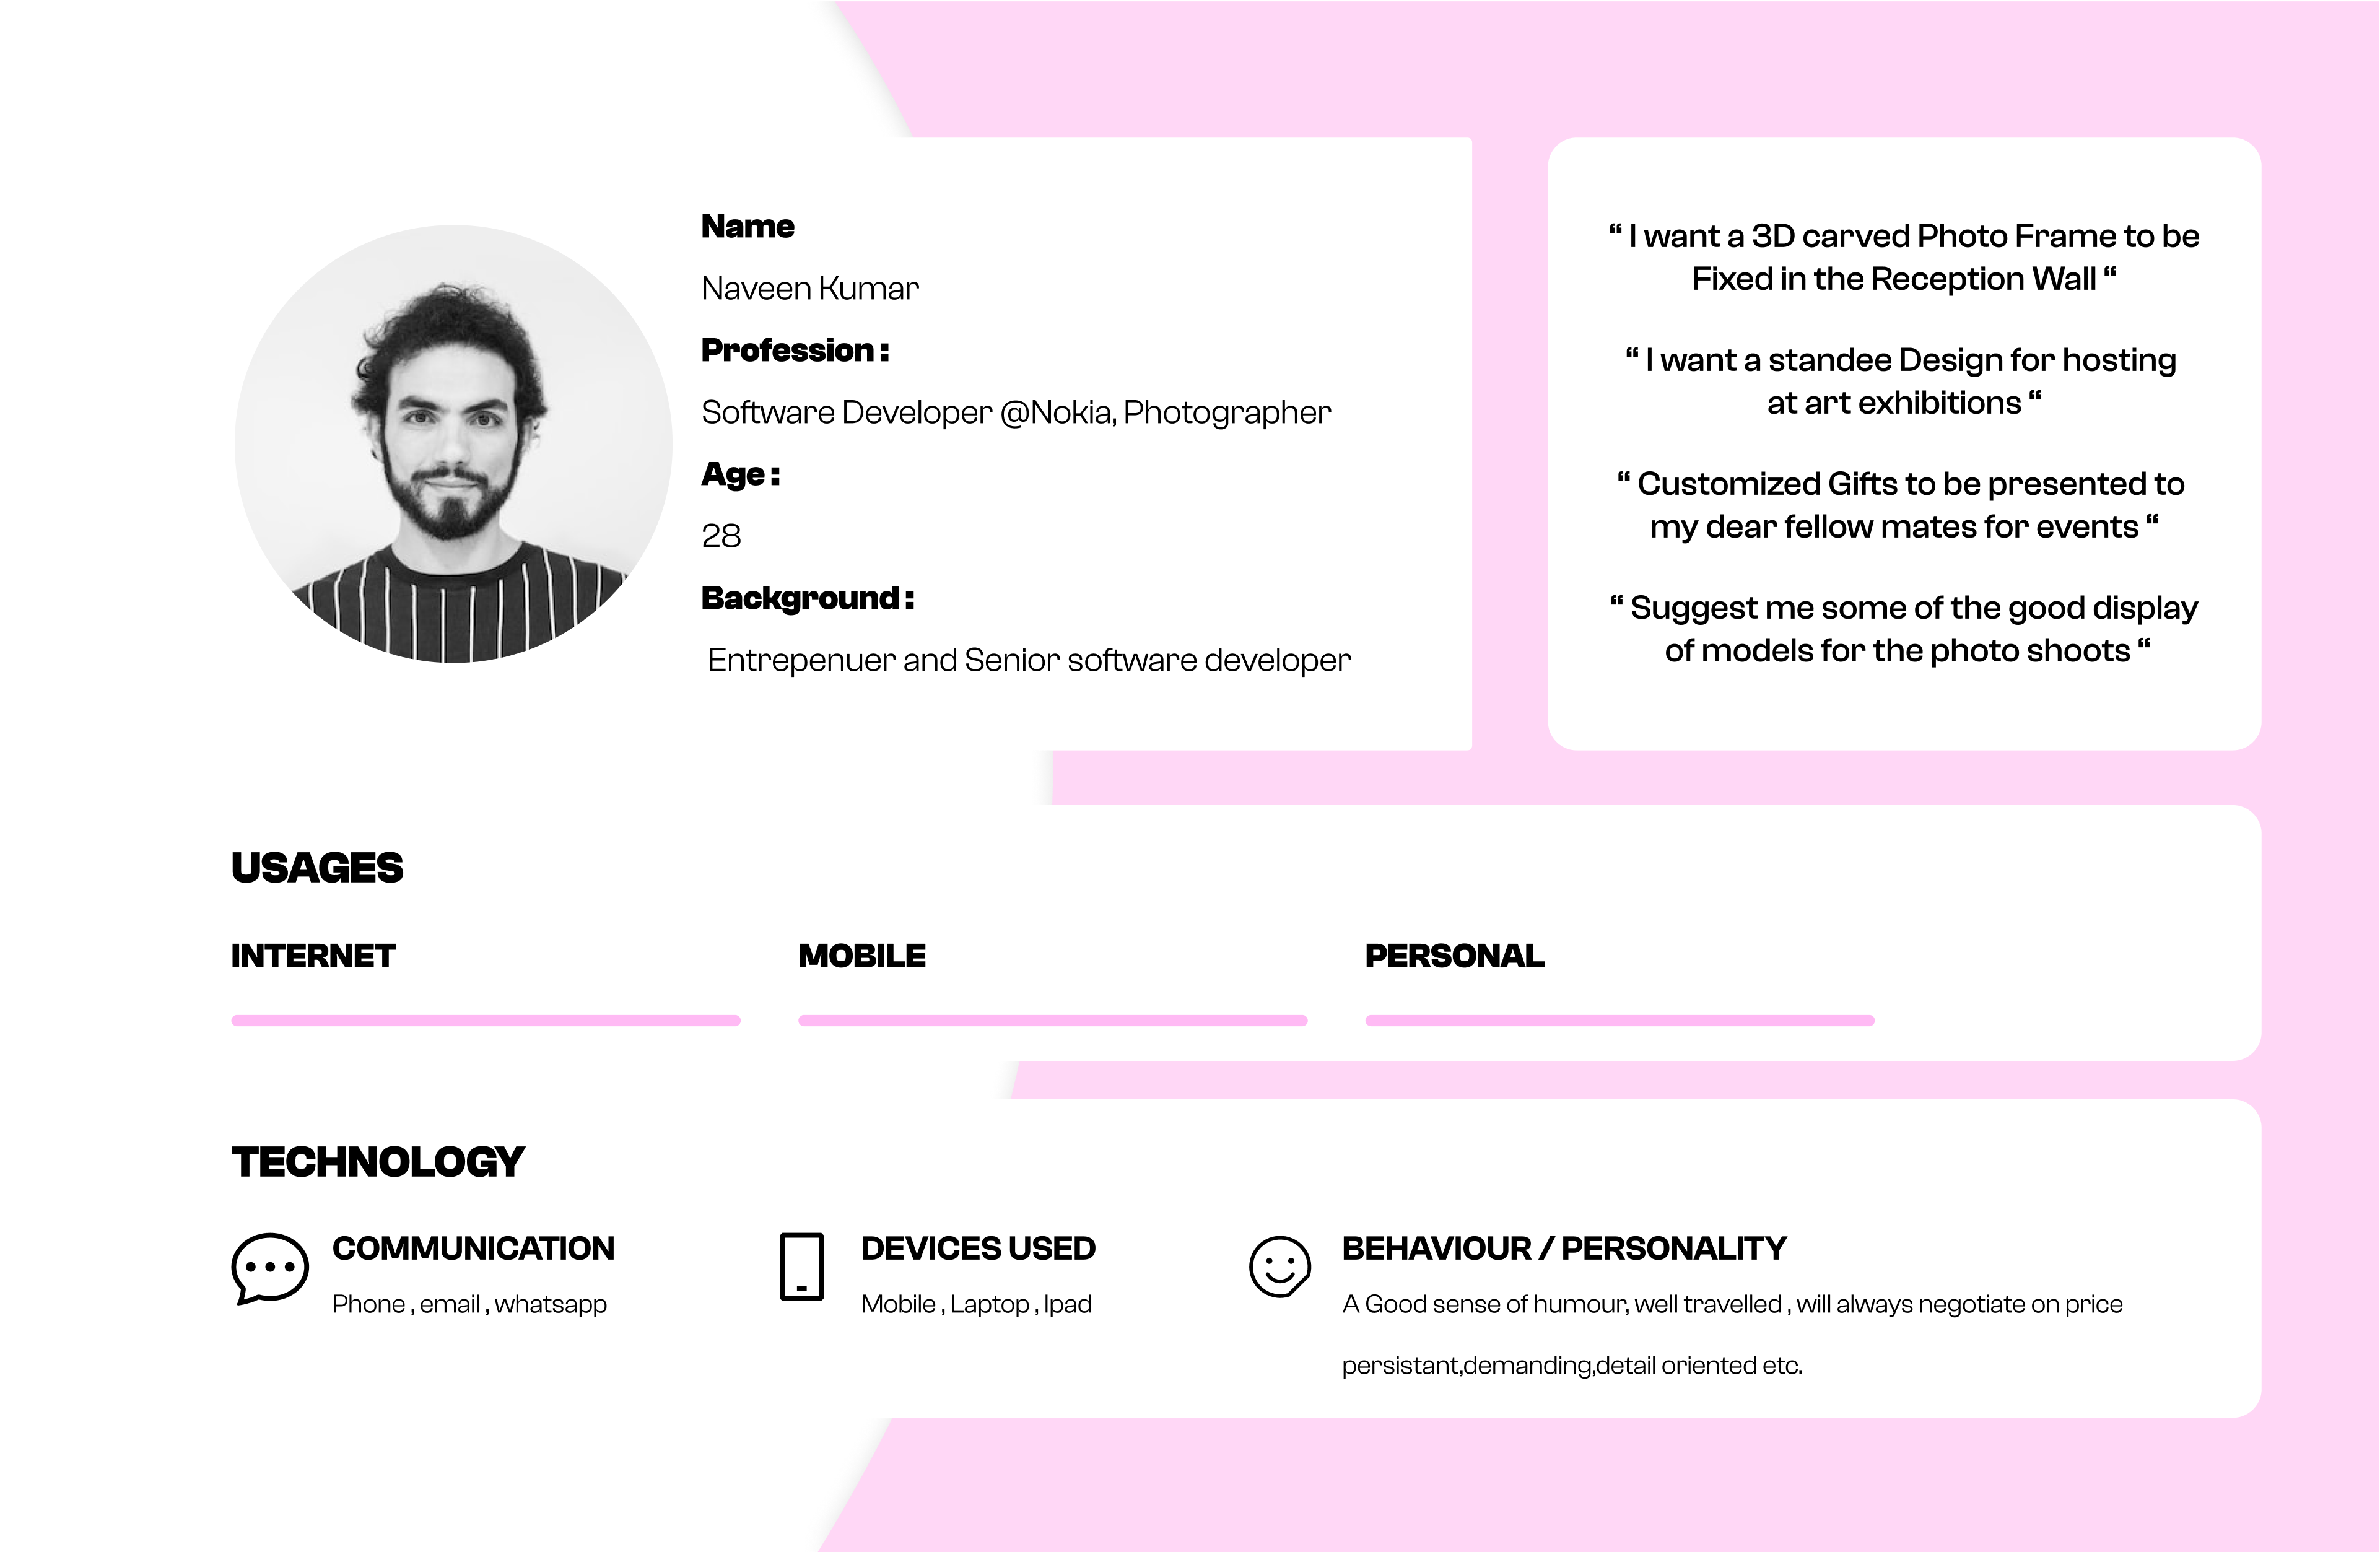 Name
Naveen Kumar
Profession :
Software Developer @Nokia, Photographer
Age :
28
Background :
Entrepenuer and Senior software developer
“ I want a 3D carved Photo Frame to be
Fixed in the Reception Wall “
“ I want a standee Design for hosting
at art exhibitions “
“ Customized Gifts to be presented to
my dear fellow mates for events “
“ Suggest me some of the good display
of models for the photo shoots “
USAGES
INTERNET
MOBILE
PERSONAL
TECHNOLOGY
COMMUNICATION
Phone , email , whatsapp
DEVICES USED
Mobile , Laptop , Ipad
BEHAVIOUR / PERSONALITY
A Good sense of humour, well travelled , will always negotiate on price
persistant,demanding,detail oriented etc.